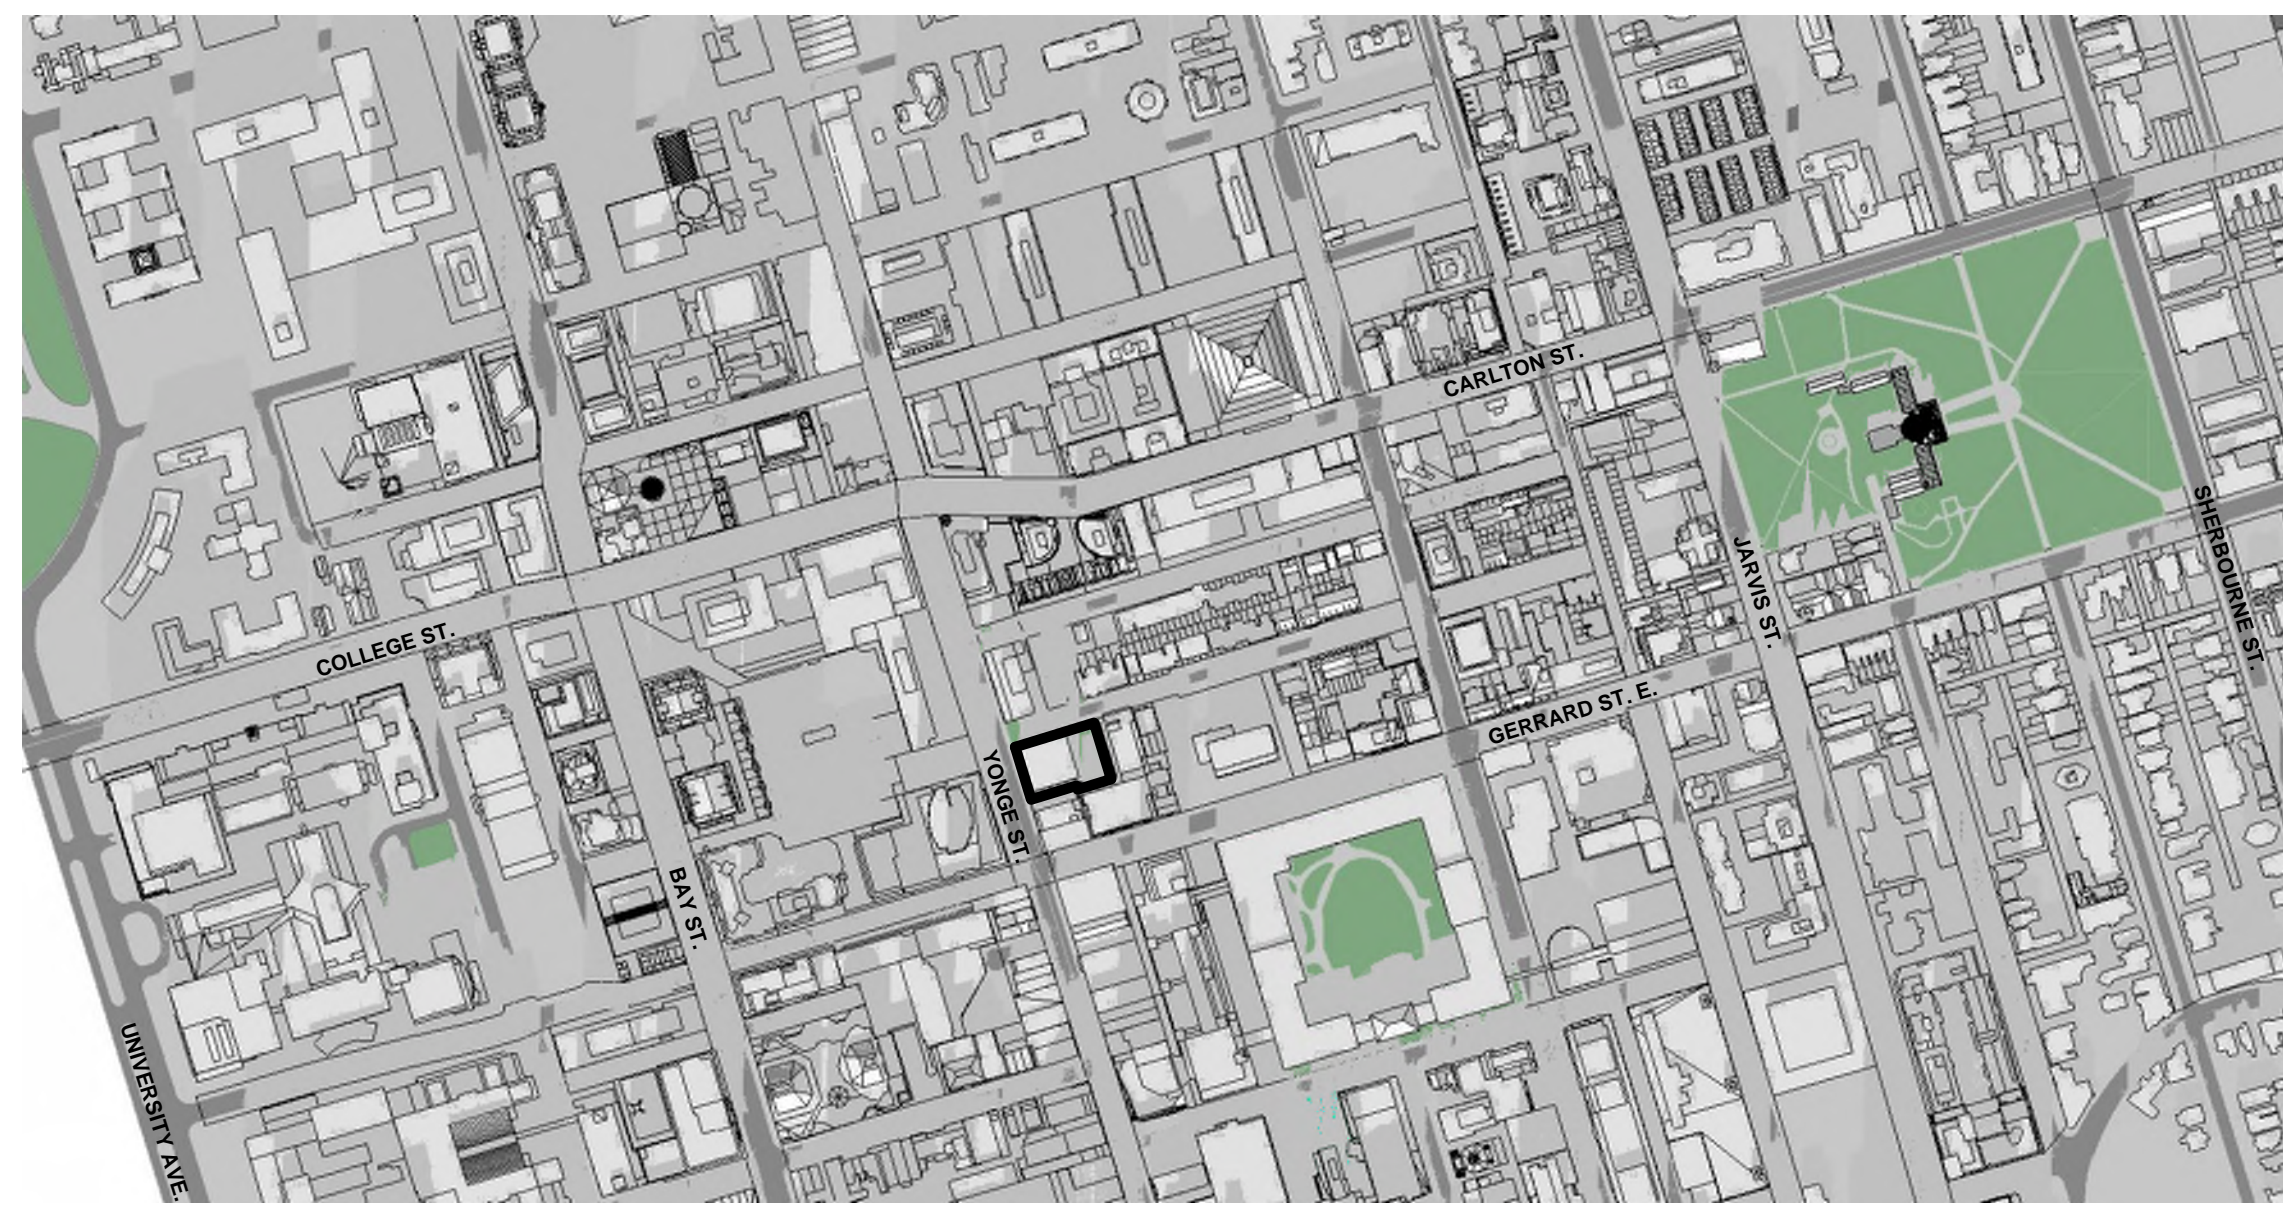 CARLTON ST.
COLLEGE ST.
SHERBOURNE ST.
JARVIS ST.
GERRARD ST. E.
YONGE ST.
BAY ST.
UNIVERSITY AVE.